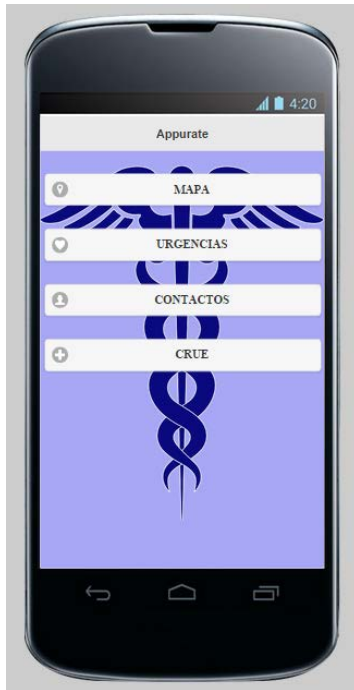 4:20
Appurate
MAPA
URGENCIAS
CONTACTOS
CRUE